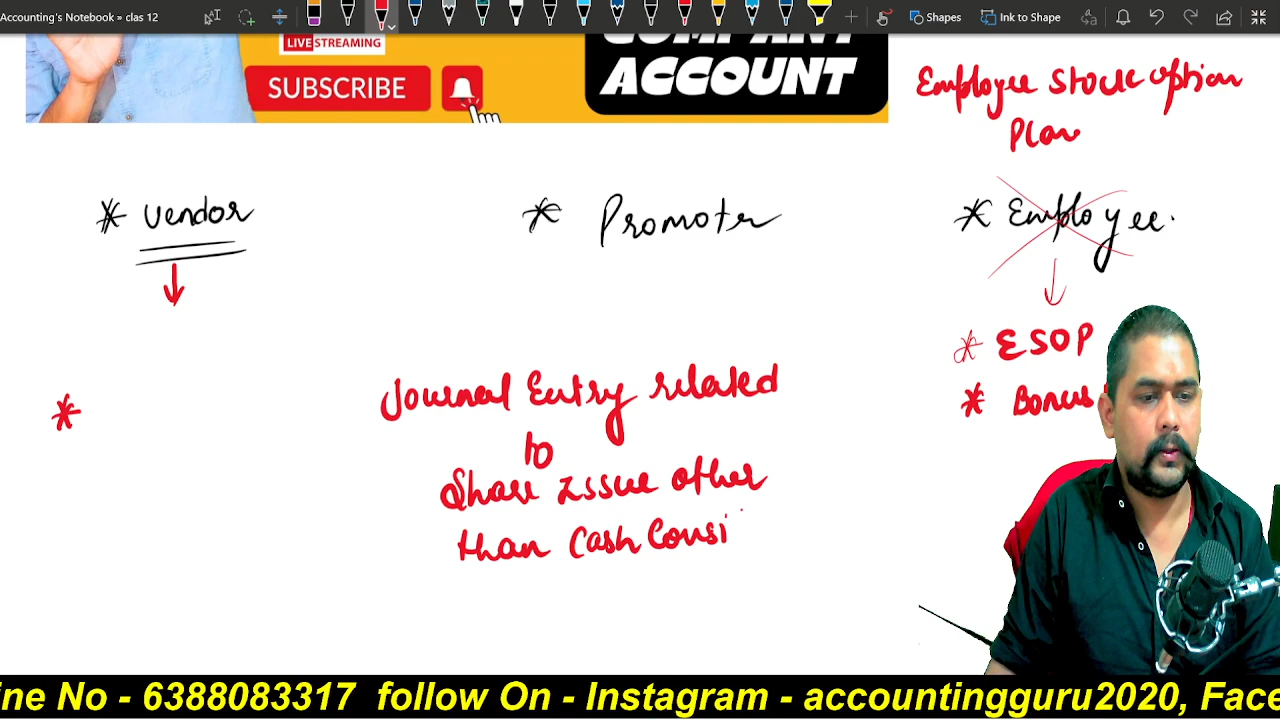 Accounting's Notebook » clas 12
Shapes
Ink to Shape
LIVE STREAMING
SUBSCRIBE
COMPANY
ACCOUNT
Employee Stock option
Plan
* Vendor
* Promoter
* Employee.
* ESOP
* Bonus
*
Journal Entry related
to
Share Issue other
than Cash Consi
ine No - 6388083317 follow On - Instagram - accountingguru2020, Face